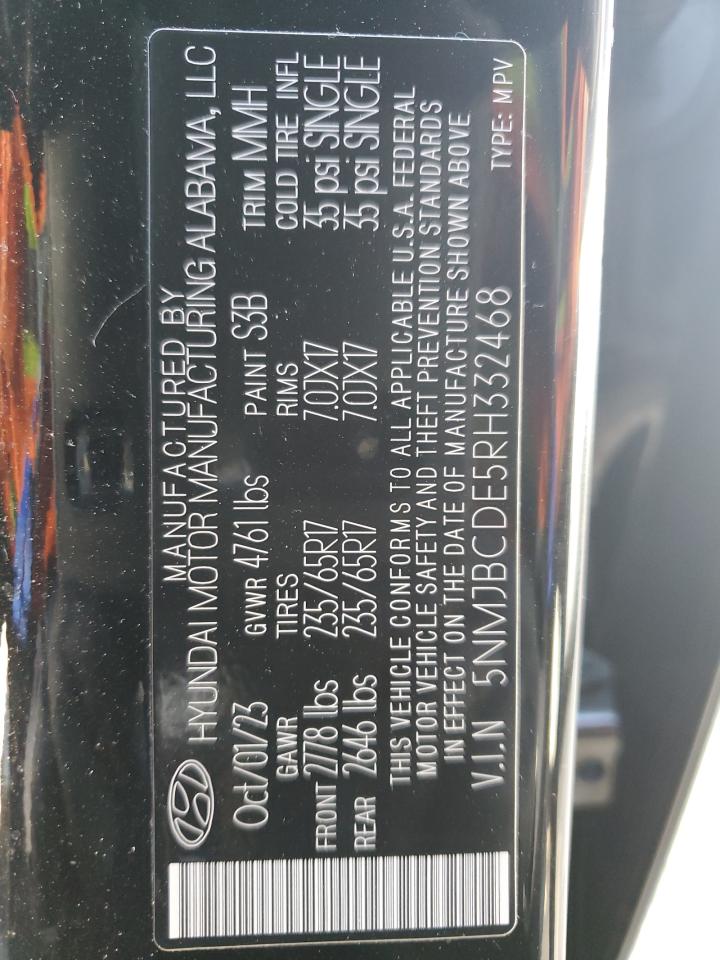 MANUFACTURED BY
HYUNDAI MOTOR MANUFACTURING ALABAMA, LLC
Oct/01/23 GVWR 4761 lbs PAINT S3B TRIM MMH
GAWR TIRES RIMS COLD TIRE INFL
FRONT 2778 lbs 235/65R17 7.0JX17 35 psi SINGLE
REAR 2646 lbs 235/65R17 7.0JX17 35 psi SINGLE
THIS VEHICLE CONFORMS TO ALL APPLICABLE U.S.A. FEDERAL
MOTOR VEHICLE SAFETY AND THEFT PREVENTION STANDARDS
IN EFFECT ON THE DATE OF MANUFACTURE SHOWN ABOVE
V.I.N 5NMJBCDE5RH332468 TYPE: MPV